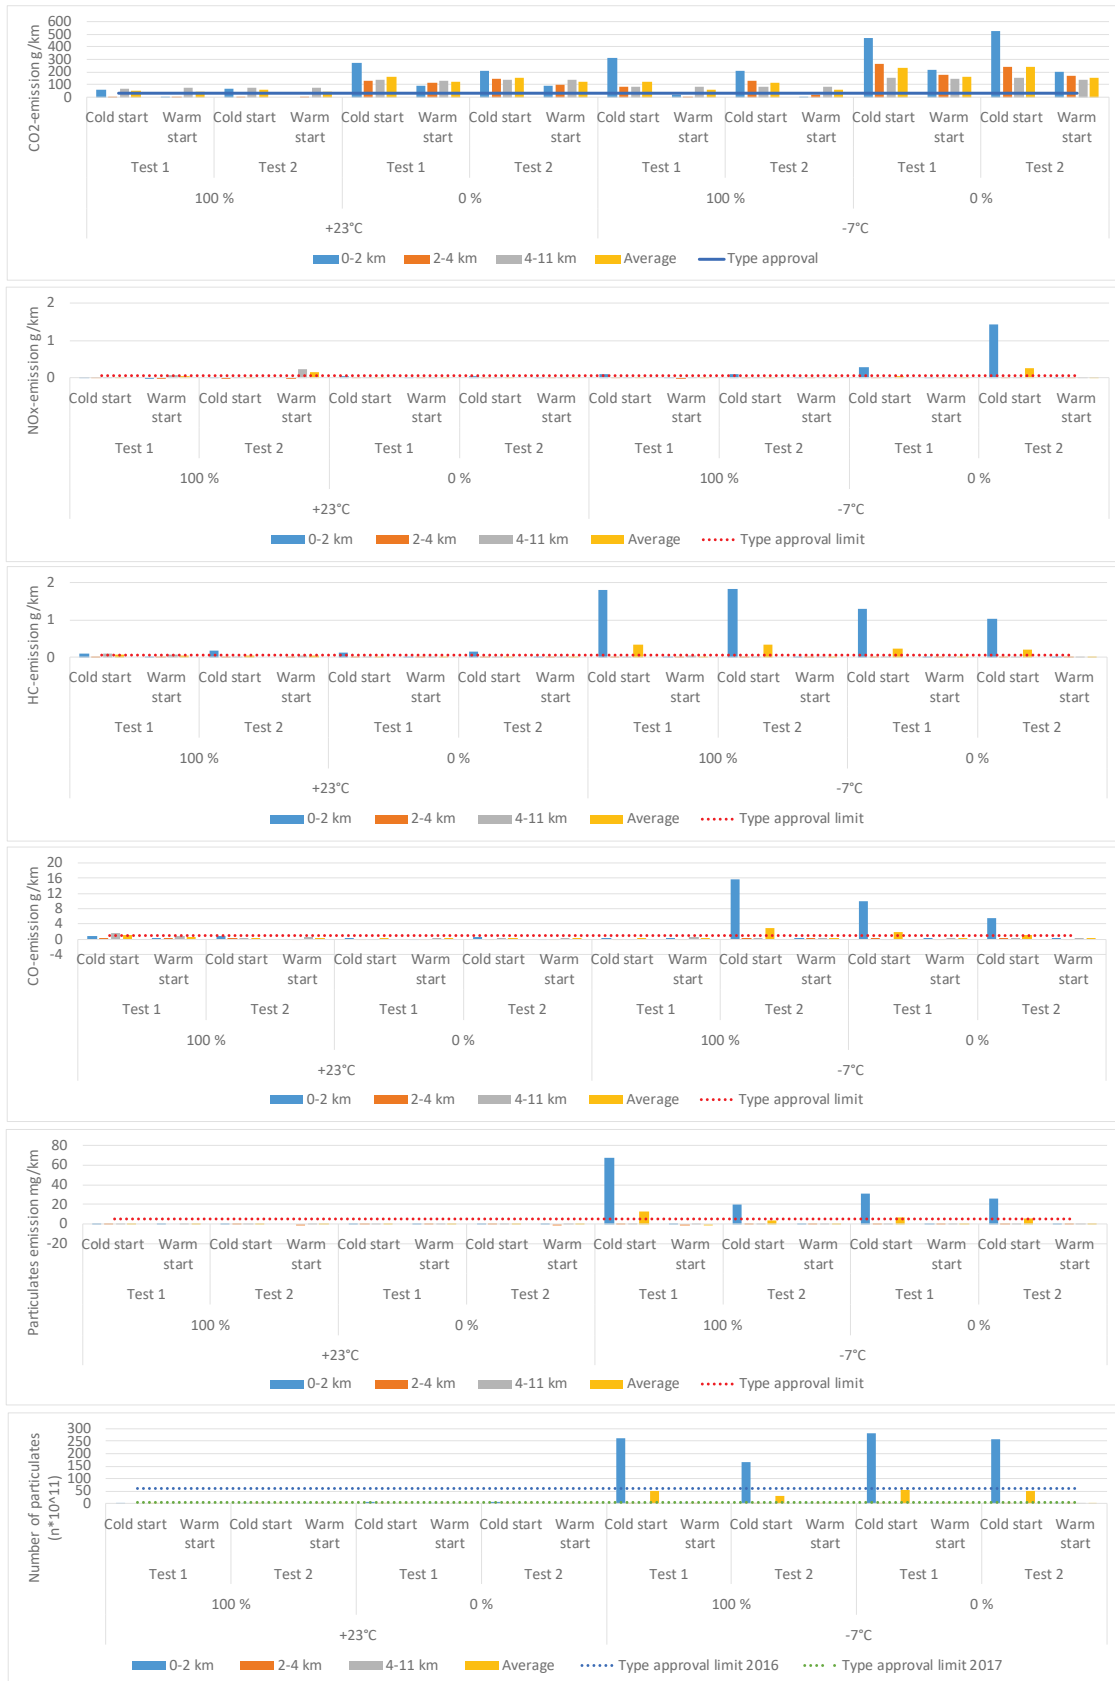 CO2-emission g/km
600
500
400
300
200
100
0
Cold start Warm start Cold start Warm start Cold start Warm start Cold start Warm start Cold start Warm start Cold start Warm start Cold start Warm start Cold start Warm start
Test 1 Test 2 Test 1 Test 2 Test 1 Test 2 Test 1 Test 2
100 % 0 % 100 % 0 %
+23°C -7°C
0-2 km 2-4 km 4-11 km Average Type approval
NOx-emission g/km
2
1
0
Cold start Warm start Cold start Warm start Cold start Warm start Cold start Warm start Cold start Warm start Cold start Warm start Cold start Warm start Cold start Warm start
Test 1 Test 2 Test 1 Test 2 Test 1 Test 2 Test 1 Test 2
100 % 0 % 100 % 0 %
+23°C -7°C
0-2 km 2-4 km 4-11 km Average Type approval limit
HC-emission g/km
2
1
0
Cold start Warm start Cold start Warm start Cold start Warm start Cold start Warm start Cold start Warm start Cold start Warm start Cold start Warm start Cold start Warm start
Test 1 Test 2 Test 1 Test 2 Test 1 Test 2 Test 1 Test 2
100 % 0 % 100 % 0 %
+23°C -7°C
0-2 km 2-4 km 4-11 km Average Type approval limit
CO-emission g/km
20
16
12
8
4
0
-4
Cold start Warm start Cold start Warm start Cold start Warm start Cold start Warm start Cold start Warm start Cold start Warm start Cold start Warm start Cold start Warm start
Test 1 Test 2 Test 1 Test 2 Test 1 Test 2 Test 1 Test 2
100 % 0 % 100 % 0 %
+23°C -7°C
0-2 km 2-4 km 4-11 km Average Type approval limit
Particulates emission mg/km
80
60
40
20
0
-20
Cold start Warm start Cold start Warm start Cold start Warm start Cold start Warm start Cold start Warm start Cold start Warm start Cold start Warm start Cold start Warm start
Test 1 Test 2 Test 1 Test 2 Test 1 Test 2 Test 1 Test 2
100 % 0 % 100 % 0 %
+23°C -7°C
0-2 km 2-4 km 4-11 km Average Type approval limit
Number of particulates
(n*10^11)
300
250
200
150
100
50
0
Cold start Warm start Cold start Warm start Cold start Warm start Cold start Warm start Cold start Warm start Cold start Warm start Cold start Warm start Cold start Warm start
Test 1 Test 2 Test 1 Test 2 Test 1 Test 2 Test 1 Test 2
100 % 0 % 100 % 0 %
+23°C -7°C
0-2 km 2-4 km 4-11 km Average Type approval limit 2016 Type approval limit 2017